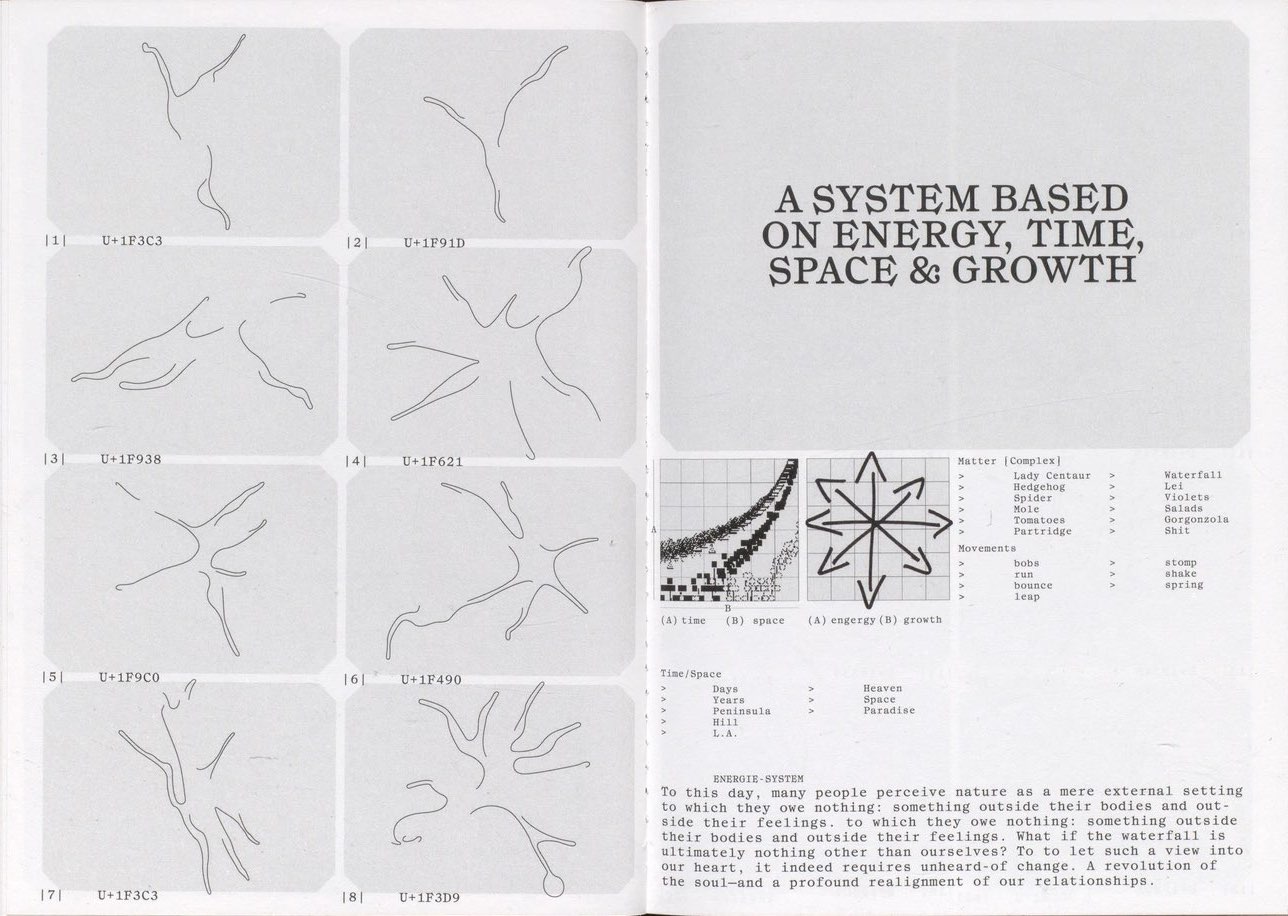 |1| U+1F3C3
|2| U+1F91D
|3| U+1F938
|4| U+1F621
|5| U+1F9C0
|6| U+1F490
|7| U+1F3C3
|8| U+1F3D9
A SYSTEM BASED
ON ENERGY, TIME,
SPACE & GROWTH
A
B
(A) time (B) space
(A) engergy (B) growth
Matter [Complex]
> Lady Centaur > Waterfall
> Hedgehog > Lei
> Spider > Violets
> Mole > Salads
> Tomatoes > Gorgonzola
> Partridge > Shit
Movements
> bobs > stomp
> run > shake
> bounce > spring
> leap
Time/Space
> Days > Heaven
> Years > Space
> Peninsula > Paradise
> Hill
> L.A.
ENERGIE-SYSTEM
To this day, many people perceive nature as a mere external setting
to which they owe nothing: something outside their bodies and out-
side their feelings. to which they owe nothing: something outside
their bodies and outside their feelings. What if the waterfall is
ultimately nothing other than ourselves? To to let such a view into
our heart, it indeed requires unheard-of change. A revolution of
the soul—and a profound realignment of our relationships.